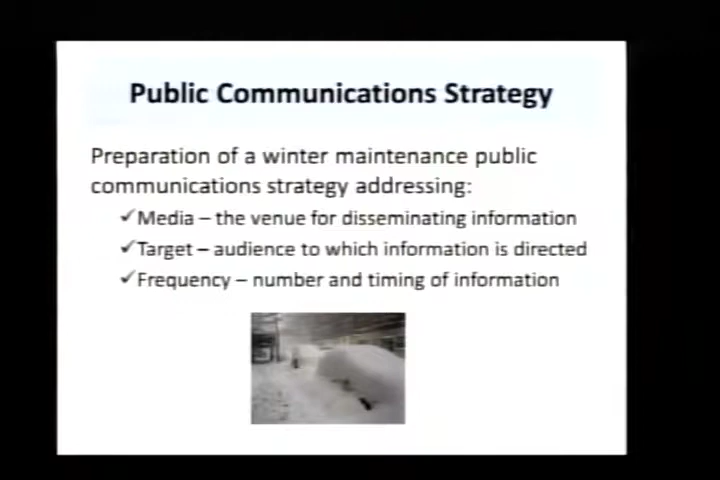 Public Communications Strategy
Preparation of a winter maintenance public
communications strategy addressing:
✓Media – the venue for disseminating information
✓Target – audience to which information is directed
✓Frequency – number and timing of information